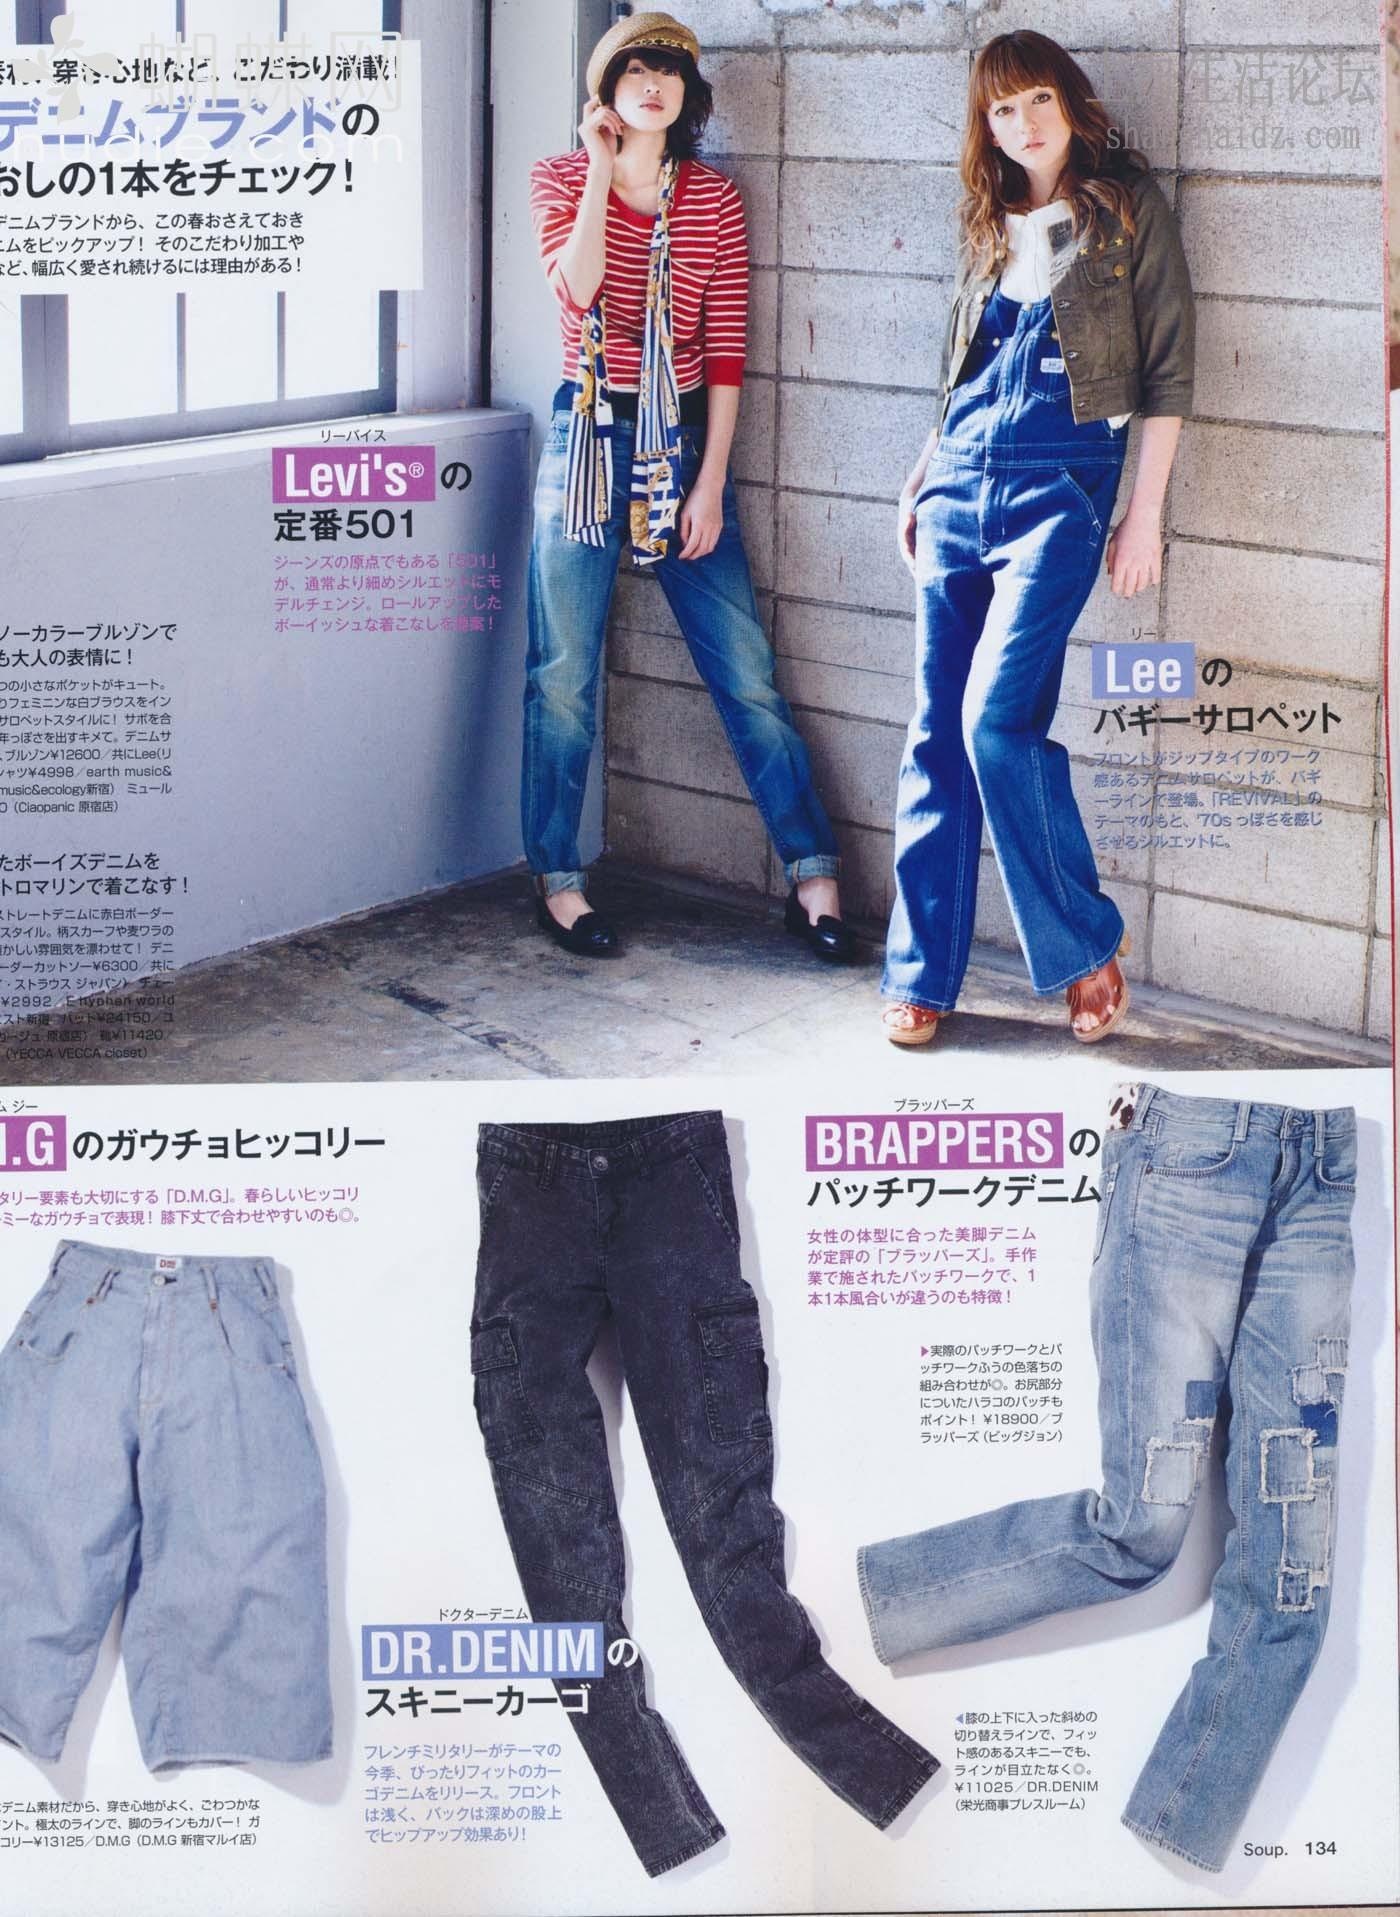 穿き心地など、こだわり満載！
デニムブランドの
おしの1本をチェック！
デニムブランドから、この春おさえておき
ニムをピックアップ！ そのこだわり加工や
など、幅広く愛され続けるには理由がある！
蝴蝶网
nudie.com
生活论坛
リーバイス
Levi's® の
定番501
ジーンズの原点でもある「501」
が、通常より細めシルエットにモ
デルチェンジ。ロールアップした
ボーイッシュな着こなしを提案！
ノーカラーブルゾンで
も大人の表情に！
つの小さなポケットがキュート。
りフェミニンな白ブラウスをイン
サロペットスタイルに！ サボを合
年っぽさを出すキメて。デニムサ
ブルゾン¥12600／共にLee(リ
シャツ¥4998／earth music&
music&ecology新宿） ミュール
O（Ciaopanic 原宿店）
たボーイズデニムを
トロマリンで着こなす！
ストレートデニムに赤白ボーダー
スタイル。柄スカーフや麦ワラの
かしい雰囲気を漂わせて！ デニ
ーダーカットソー¥6300／共に
イ・ストラウス ジャパン） チェー
¥2992／E hyphen world
エスト新宿 バット¥24150／ユ
カージュ 原宿店） 靴¥11420／
（YECCA VECCA closet）
リー
Lee の
バギーサロペット
フロントがジップタイプのワーク
感あるデニムサロペットが、バギ
ーラインで登場。「REVIVAL」の
テーマのもと、'70sっぽさを感じ
させるシルエットに。
ム ジー
.G のガウチョヒッコリー
タリー要素も大切にする「D.M.G」。春らしいヒッコリ
ーミーなガウチョで表現！ 膝下丈で合わせやすいのも◎。
デニム素材だから、穿き心地がよく、ごわつかな
イント。極太のラインで、脚のラインもカバー！ ガ
コリー¥13125／D.M.G（D.M.G 新宿マルイ店）
ドクターデニム
DR.DENIM の
スキニーカーゴ
フレンチミリタリーがテーマの
今季、ぴったりフィットのカー
ゴデニムをリリース。フロント
は浅く、バックは深めの股上
でヒップアップ効果あり！
ブラッパーズ
BRAPPERS の
パッチワークデニム
女性の体型に合った美脚デニム
が定評の「ブラッパーズ」。手作
業で施されたパッチワークで、1
本1本風合いが違うのも特徴！
▶実際のパッチワークとパ
ッチワークふうの色落ちの
組み合わせが◎。お尻部分
についたハラコのパッチも
ポイント！ ¥18900／ブ
ラッパーズ（ビッグジョン）
◀膝の上下に入った斜めの
切り替えラインで、フィッ
ト感のあるスキニーでも、
ラインが目立たなく◎。
¥11025／DR.DENIM
（栄光商事プレスルーム）
Soup. 134